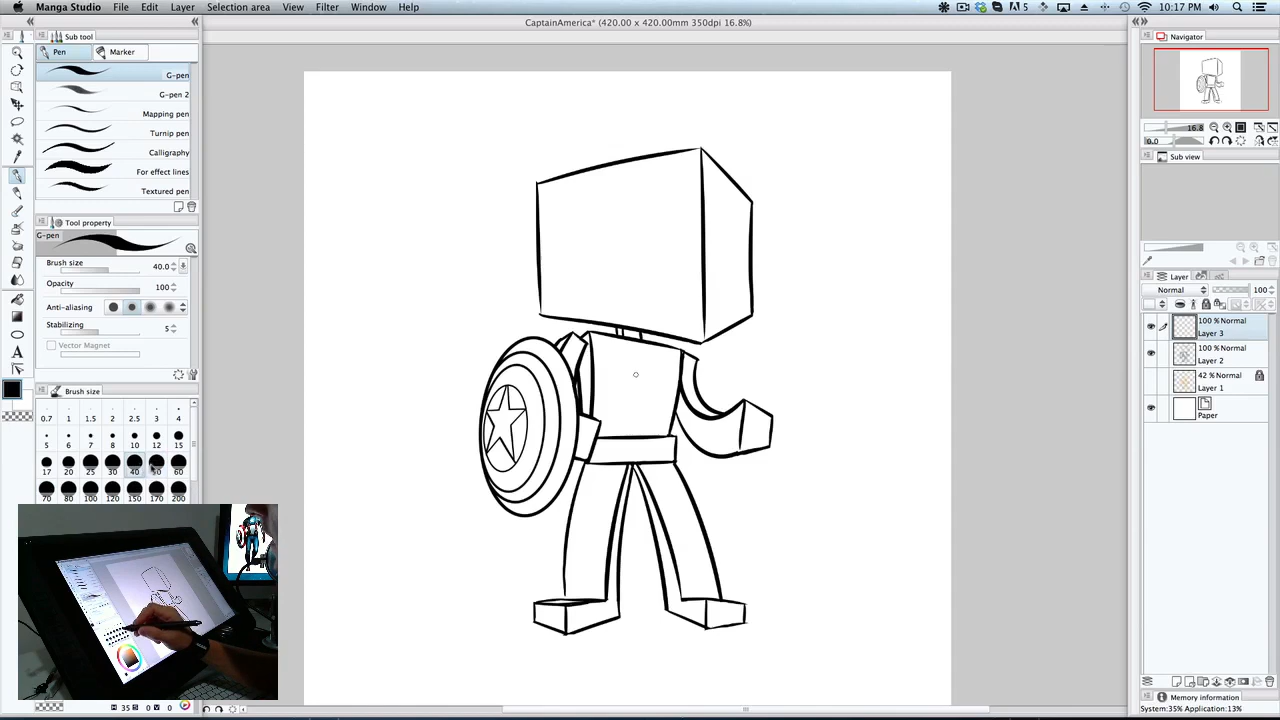 Manga Studio File Edit Layer Selection area View Filter Window Help 5 10:17 PM
CaptainAmerica* (420.00 x 420.00mm 350dpi 16.8%)
Sub tool
Pen Marker
G-pen
G-pen 2
Mapping pen
Turnip pen
Calligraphy
For effect lines
Textured pen
Tool property
G-pen
Brush size 40.0
Opacity 100
Anti-aliasing
Stabilizing 5
Vector Magnet
Brush size
0.7 1 1.5 2 2.5 3 4
5 6 7 8 10 12 15
17 20 25 30 40 50 60
70 80 100 120 150 170 200
H 35 S 0 V 0
Navigator
16.8
0.0
Sub view
Layer
Normal 100
100 % Normal
Layer 3
100 % Normal
Layer 2
42 % Normal
Layer 1
Paper
Memory information
System:35% Application:13%